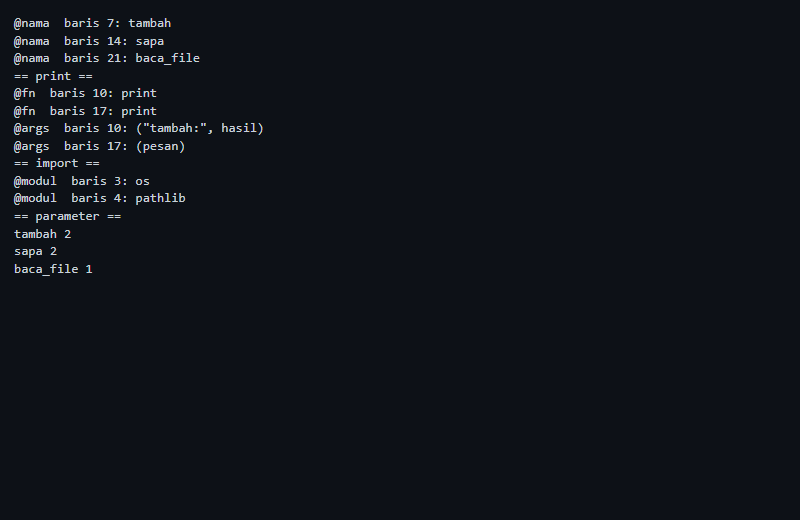 @nama  baris 7: tambah
@nama  baris 14: sapa
@nama  baris 21: baca_file
== print ==
@fn  baris 10: print
@fn  baris 17: print
@args  baris 10: ("tambah:", hasil)
@args  baris 17: (pesan)
== import ==
@modul  baris 3: os
@modul  baris 4: pathlib
== parameter ==
tambah 2
sapa 2
baca_file 1